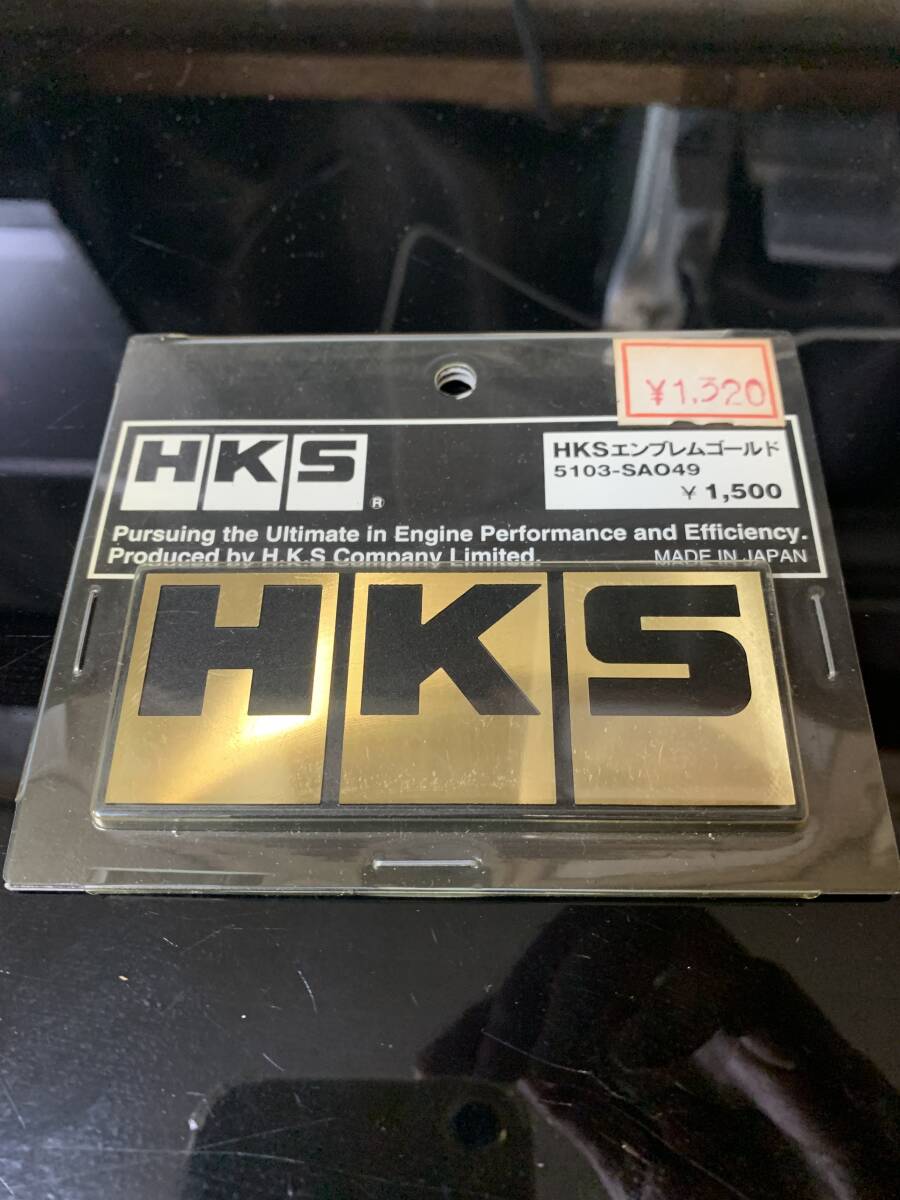 ¥1,320
HKS
®
HKSエンブレムゴールド
5103-SA049
¥ 1,500
Pursuing the Ultimate in Engine Performance and Efficiency.
Produced by H.K.S Company Limited.
MADE IN JAPAN
HKS